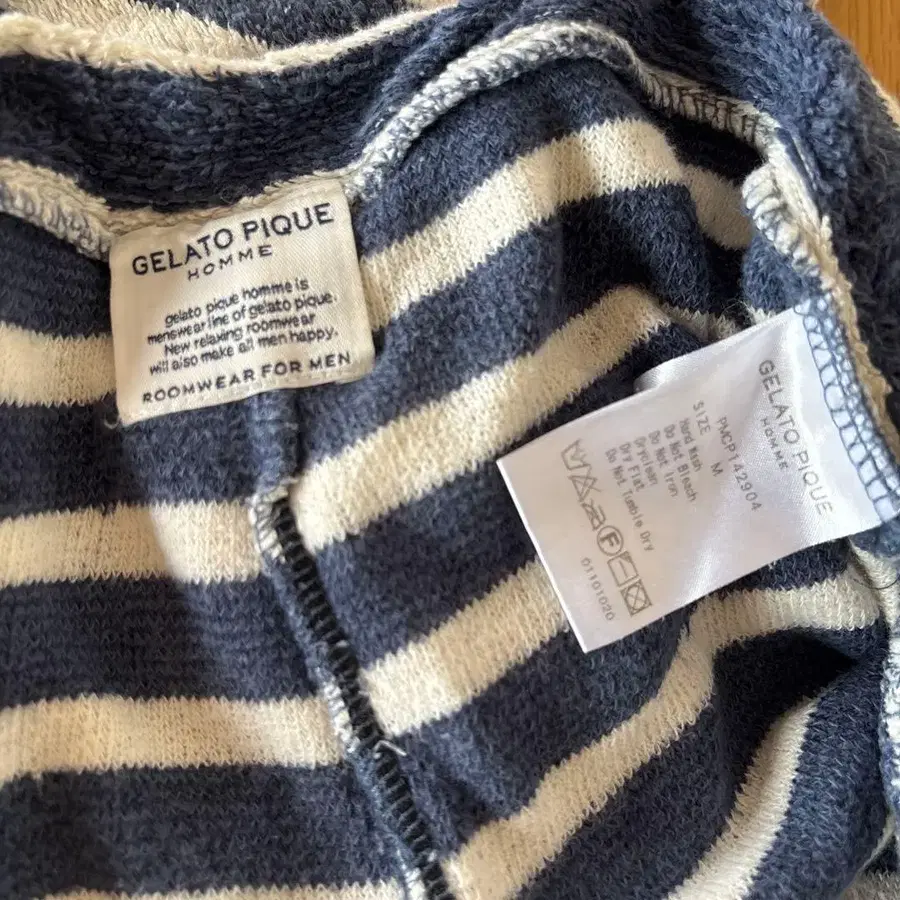 GELATO PIQUE
HOMME
gelato pique homme is
menswear line of gelato pique.
New relaxing roomwear
will also make all men happy.
ROOMWEAR FOR MEN
GELATO PIQUE
HOMME
PMCP142904
SIZE M
Hand Wash
Do Not Bleach
Do Not Iron
Dryclean
Dry Flat
Do Not Tumble Dry
F
01101020